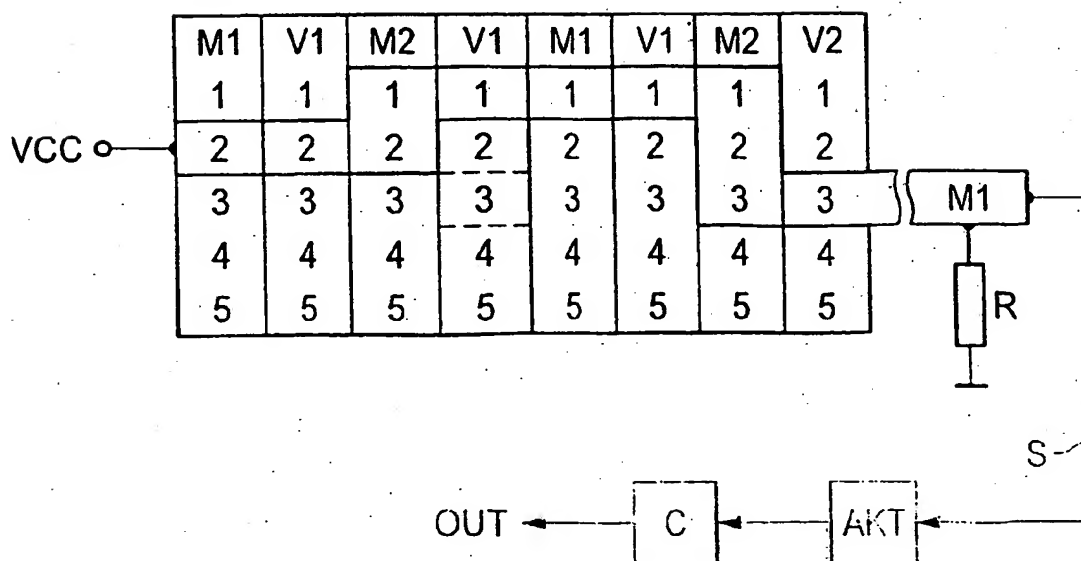 M1 V1 M2 V1 M1 V1 M2 V2
1 1 1 1 1 1 1 1
VCC 2 2 2 2 2 2 2 2
3 3 3 3 3 3 3 3 M1
4 4 4 4 4 4 4 4
5 5 5 5 5 5 5 5
R
S
OUT C AKT